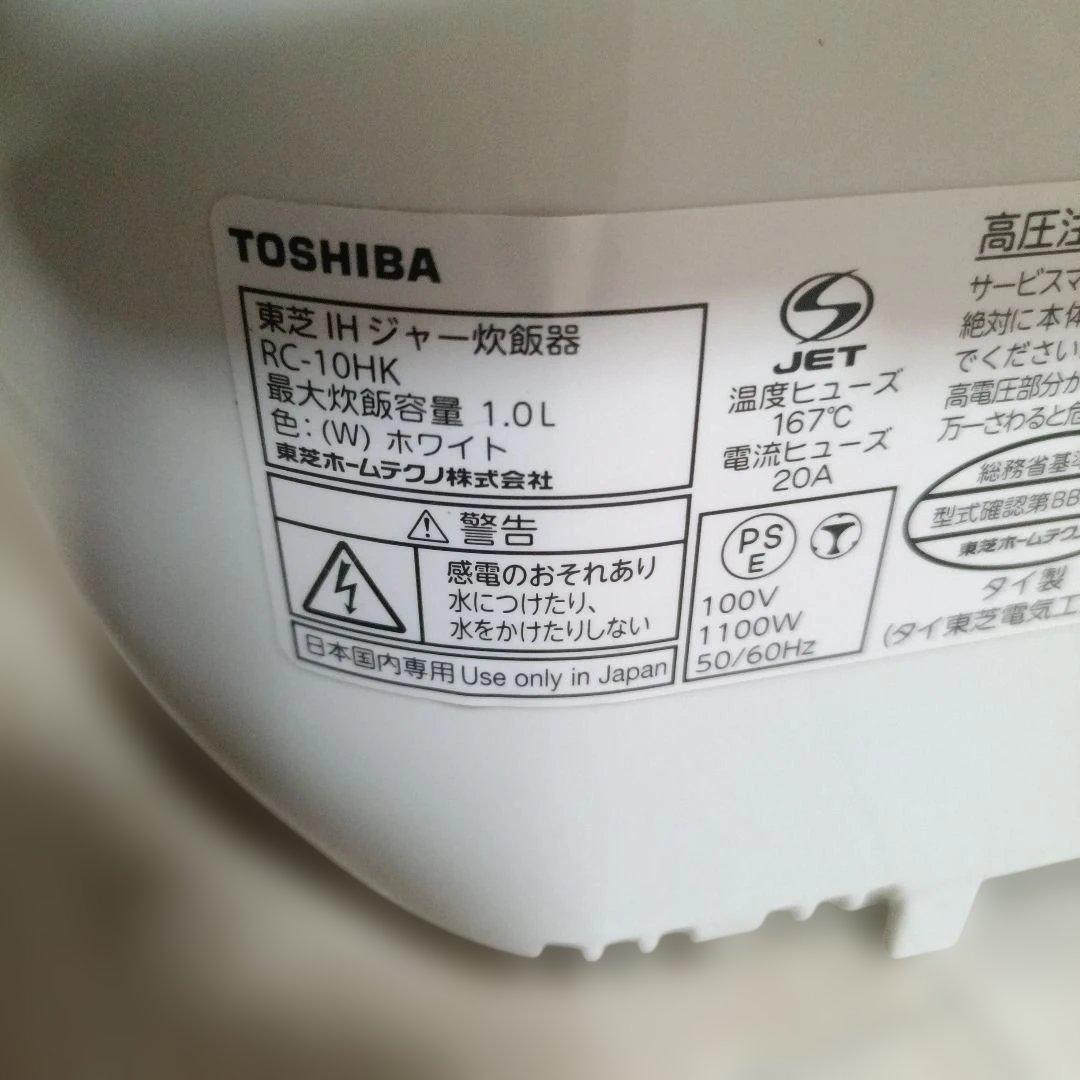 TOSHIBA
東芝 IH ジャー炊飯器
RC-10HK
最大炊飯容量 1.0L
色：(W) ホワイト
東芝ホームテクノ株式会社
警告
感電のおそれあり
水につけたり、
水をかけたりしない
日本国内専用 Use only in Japan
JET
温度ヒューズ
167℃
電流ヒューズ
20A
PS
E
100V
1100W
50/60Hz
高圧注
サービスマ
絶対に本体
でください
高電圧部分が
万一さわると危
総務省基準
型式確認第BB
東芝ホームテクノ
タイ製
(タイ東芝電気工